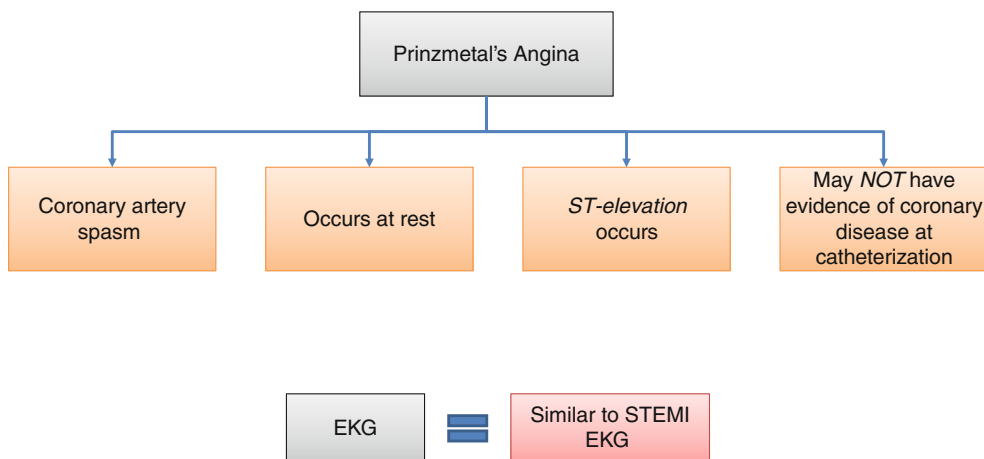 Prinzmetal's Angina
Coronary artery
spasm
Occurs at rest
ST-elevation
occurs
May NOT have
evidence of coronary
disease at
catheterization
EKG
Similar to STEMI
EKG